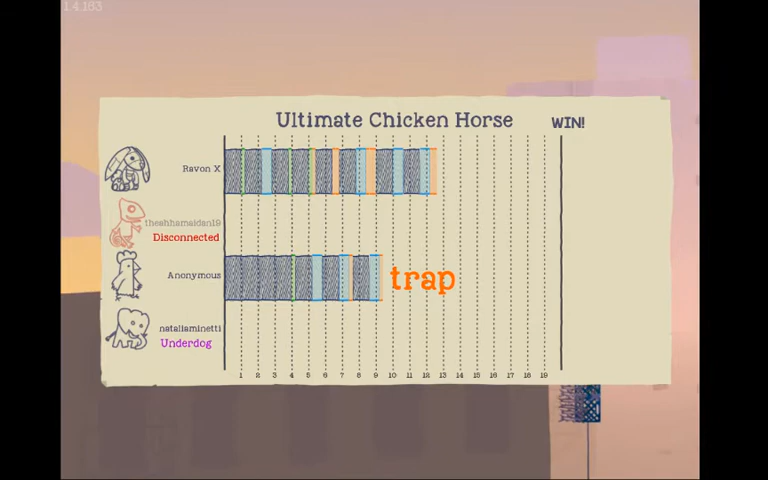 1.4.163
Ultimate Chicken Horse
WIN!
Ravon X
theahhamaidan19
Disconnected
Anonymous
trap
nataliaminetti
Underdog
1 2 3 4 5 6 7 8 9 10 11 12 13 14 15 16 17 18 19